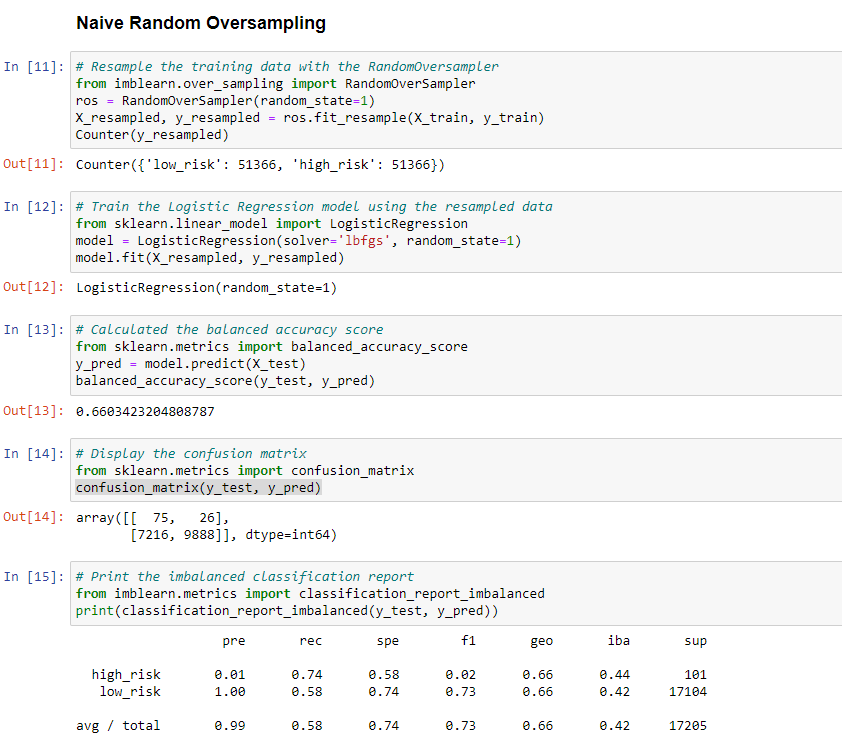 Naive Random Oversampling
In [11]: # Resample the training data with the RandomOversampler
from imblearn.over_sampling import RandomOverSampler
ros = RandomOverSampler(random_state=1)
X_resampled, y_resampled = ros.fit_resample(X_train, y_train)
Counter(y_resampled)
Out[11]: Counter({'low_risk': 51366, 'high_risk': 51366})
In [12]: # Train the Logistic Regression model using the resampled data
from sklearn.linear_model import LogisticRegression
model = LogisticRegression(solver='lbfgs', random_state=1)
model.fit(X_resampled, y_resampled)
Out[12]: LogisticRegression(random_state=1)
In [13]: # Calculated the balanced accuracy score
from sklearn.metrics import balanced_accuracy_score
y_pred = model.predict(X_test)
balanced_accuracy_score(y_test, y_pred)
Out[13]: 0.6603423204808787
In [14]: # Display the confusion matrix
from sklearn.metrics import confusion_matrix
confusion_matrix(y_test, y_pred)
Out[14]: array([[  75,   26],
       [7216, 9888]], dtype=int64)
In [15]: # Print the imbalanced classification report
from imblearn.metrics import classification_report_imbalanced
print(classification_report_imbalanced(y_test, y_pred))
pre rec spe f1 geo iba sup
high_risk 0.01 0.74 0.58 0.02 0.66 0.44 101
low_risk 1.00 0.58 0.74 0.73 0.66 0.42 17104
avg / total 0.99 0.58 0.74 0.73 0.66 0.42 17205